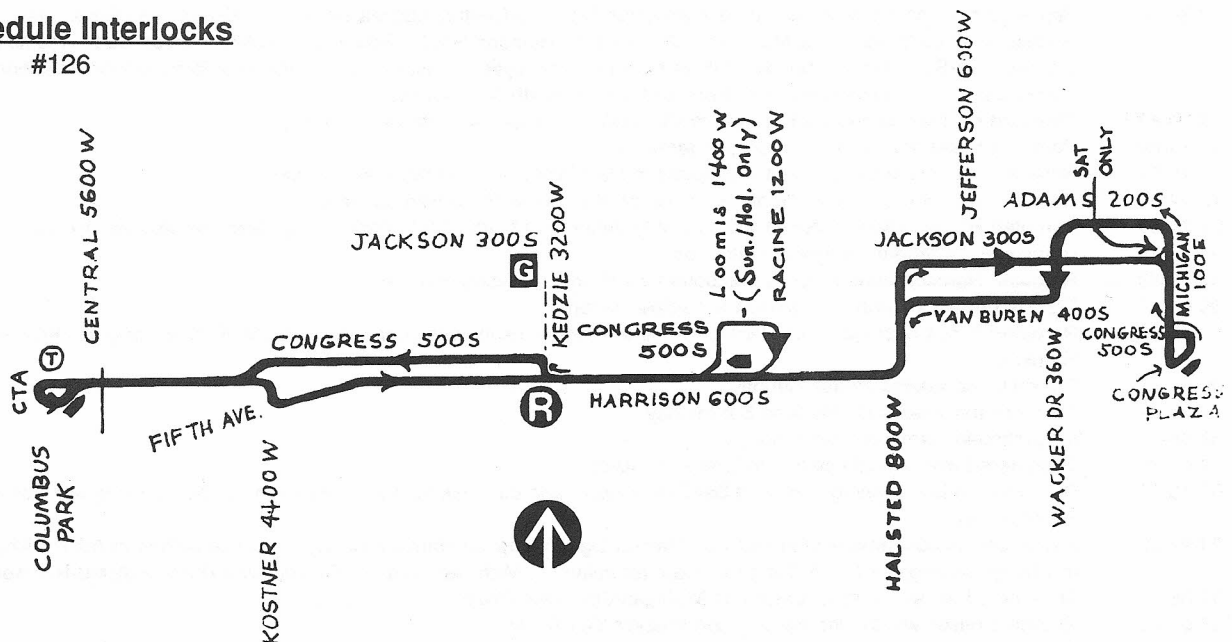 edule Interlocks
#126
CENTRAL 5600W
T
CTA
COLUMBUS
PARK
CONGRESS 500S
FIFTH AVE.
KOSTNER 4400 W
JACKSON 300S
G
KEDZIE 3200W
R
HARRISON 600S
CONGRESS
500S
Loomis 1400 W
(Sun./Hol. Only)
RACINE 1200W
HALSTED 800W
JACKSON 300S
JEFFERSON 600W
VAN BUREN 400S
WACKER DR 360W
SAT
ONLY
ADAMS 200S
MICHIGAN
100E
CONGRESS
500S
CONGRESS
PLAZA